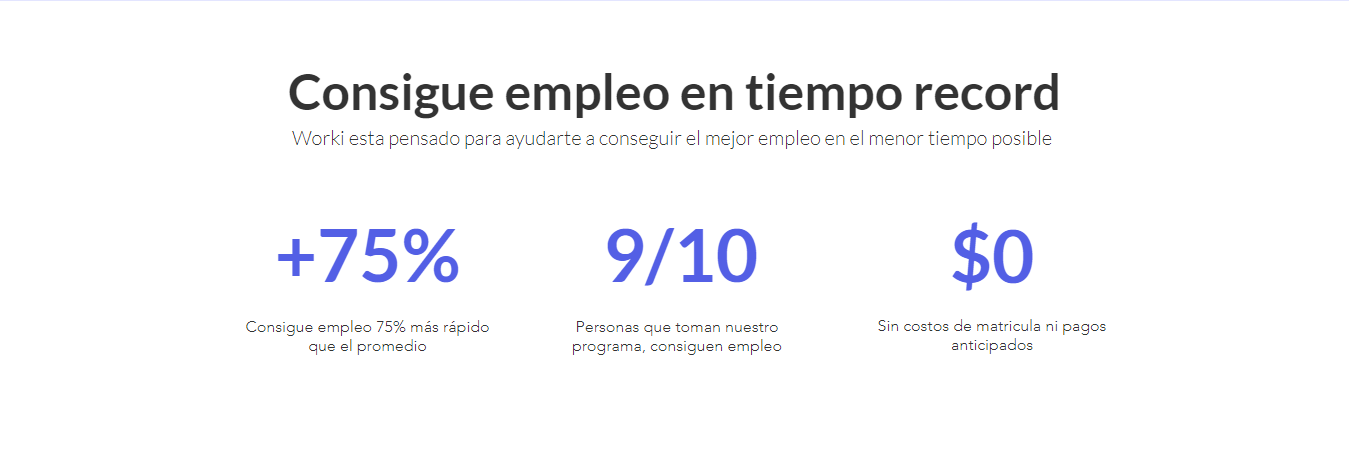 Consigue empleo en tiempo record
Worki esta pensado para ayudarte a conseguir el mejor empleo en el menor tiempo posible
+75%
Consigue empleo 75% más rápido
que el promedio
9/10
Personas que toman nuestro
programa, consiguen empleo
$0
Sin costos de matricula ni pagos
anticipados